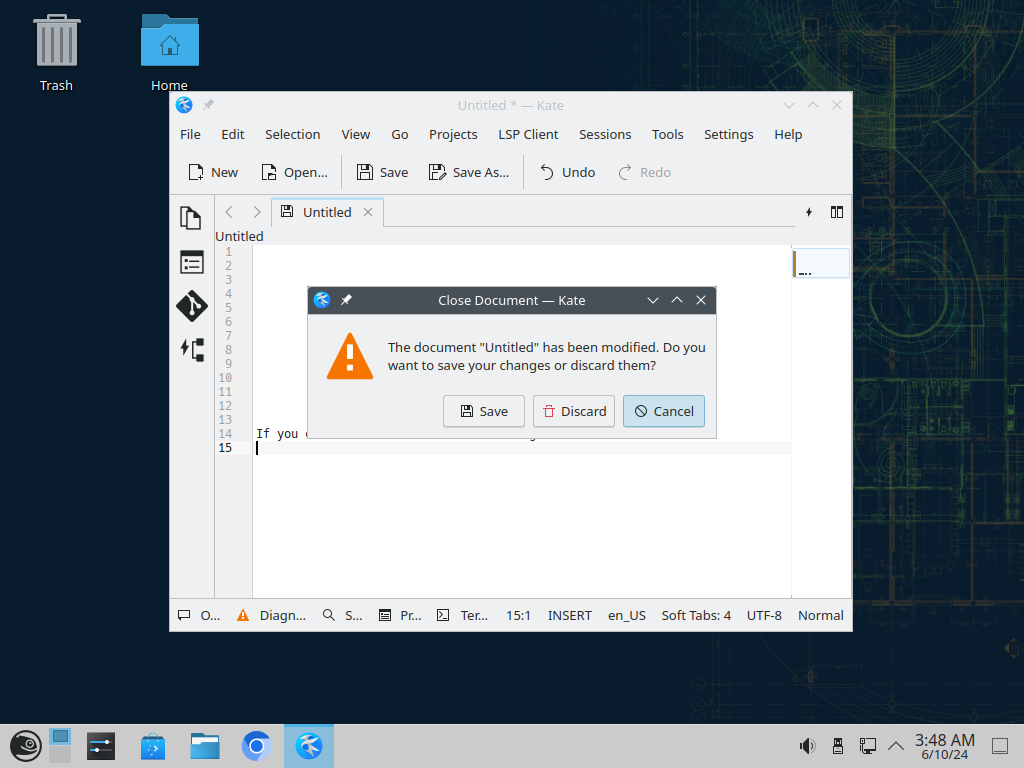 Trash
Home
Untitled * — Kate
File Edit Selection View Go Projects LSP Client Sessions Tools Settings Help
New Open... Save Save As... Undo Redo
Untitled
Untitled
1
2
3
4
5
6
7
8
9
10
11
12
13
14 If you
15
Close Document — Kate
The document "Untitled" has been modified. Do you
want to save your changes or discard them?
Save Discard Cancel
O... Diagn... S... Pr... Ter... 15:1 INSERT en_US Soft Tabs: 4 UTF-8 Normal
3:48 AM
6/10/24